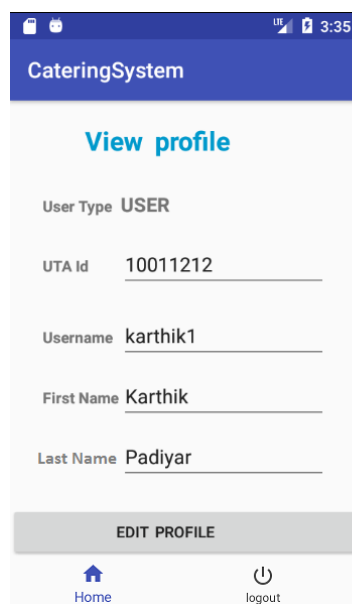 LTE 3:35
CateringSystem
View profile
User Type USER
UTA Id 10011212
Username karthik1
First Name Karthik
Last Name Padiyar
EDIT PROFILE
Home logout